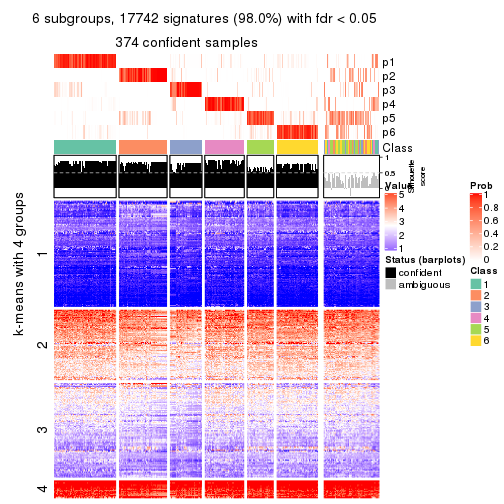 6 subgroups, 17742 signatures (98.0%) with fdr < 0.05
374 confident samples
p1
p2
p3
p4
p5
p6
Class
1
0.5
0
Silhouette
score
k-means with 4 groups
1
2
3
4
Value
5
4
3
2
1
Status (barplots)
confident
ambiguous
Prob
1
0.8
0.6
0.4
0.2
0
Class
1
2
3
4
5
6